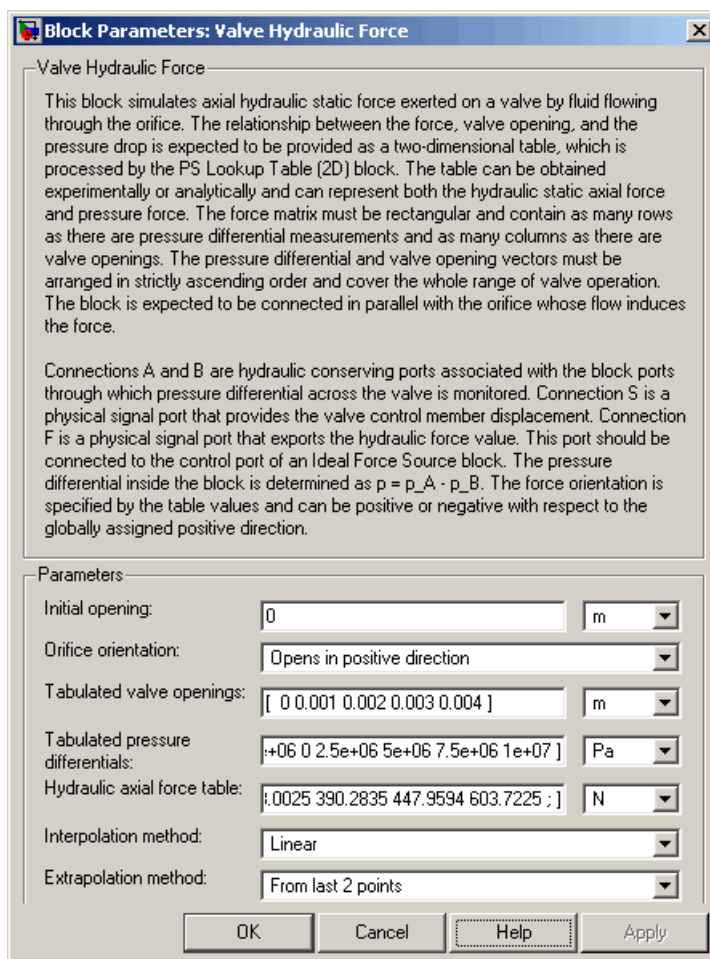 Block Parameters: Valve Hydraulic Force
Valve Hydraulic Force
This block simulates axial hydraulic static force exerted on a valve by fluid flowing
through the orifice. The relationship between the force, valve opening, and the
pressure drop is expected to be provided as a two-dimensional table, which is
processed by the PS Lookup Table (2D) block. The table can be obtained
experimentally or analytically and can represent both the hydraulic static axial force
and pressure force. The force matrix must be rectangular and contain as many rows
as there are pressure differential measurements and as many columns as there are
valve openings. The pressure differential and valve opening vectors must be
arranged in strictly ascending order and cover the whole range of valve operation.
The block is expected to be connected in parallel with the orifice whose flow induces
the force.
Connections A and B are hydraulic conserving ports associated with the block ports
through which pressure differential across the valve is monitored. Connection S is a
physical signal port that provides the valve control member displacement. Connection
F is a physical signal port that exports the hydraulic force value. This port should be
connected to the control port of an Ideal Force Source block. The pressure
differential inside the block is determined as p = p_A - p_B. The force orientation is
specified by the table values and can be positive or negative with respect to the
globally assigned positive direction.
Parameters
Initial opening: 0 m
Orifice orientation: Opens in positive direction
Tabulated valve openings: [ 0 0.001 0.002 0.003 0.004 ] m
Tabulated pressure
differentials: +06 0 2.5e+06 5e+06 7.5e+06 1e+07 ] Pa
Hydraulic axial force table: .0025 390.2835 447.9594 603.7225 ; ] N
Interpolation method: Linear
Extrapolation method: From last 2 points
OK Cancel Help Apply